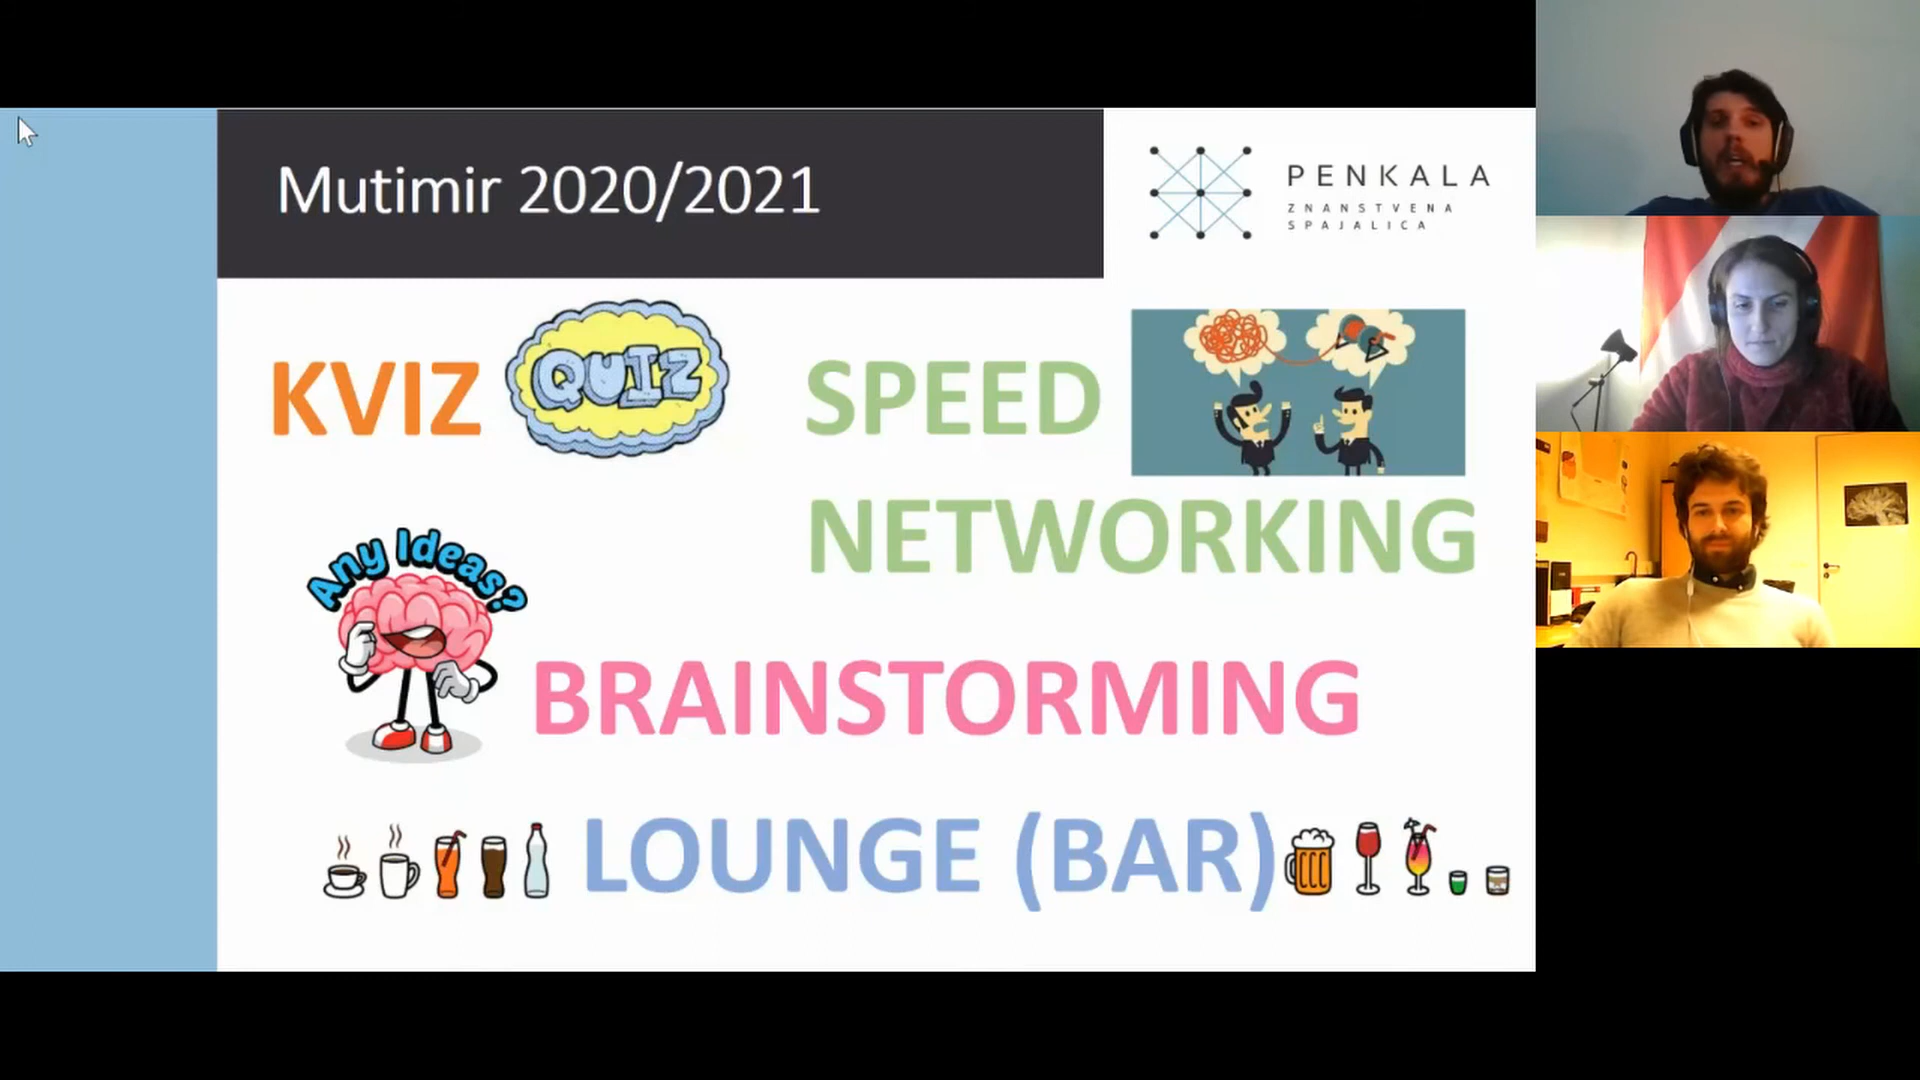 Mutimir 2020/2021
PENKALA
ZNANSTVENA
SPAJALICA
KVIZ
QUIZ
SPEED
NETWORKING
Any Ideas?
BRAINSTORMING
LOUNGE (BAR)